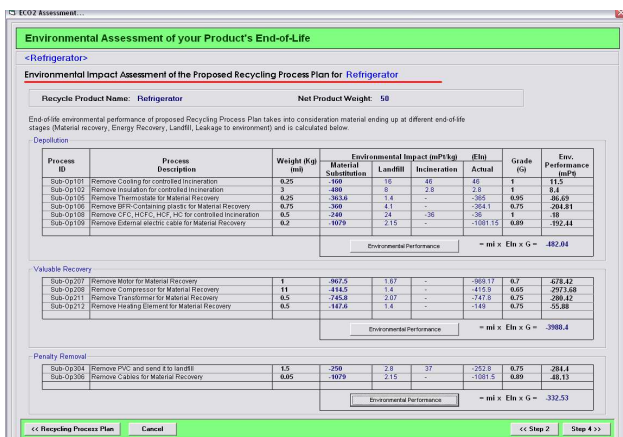 ECO2 Assessment...
Environmental Assessment of your Product's End-of-Life
<Refrigerator>
Environmental Impact Assessment of the Proposed Recycling Process Plan for Refrigerator
Recycle Product Name: Refrigerator Net Product Weight: 50
End-of-life environmental performance of proposed Recycling Process Plan takes into consideration material ending up at different end-of-life
stages (Material recovery, Energy Recovery, Landfill, Leakage to environment) and is calculated below.
Depollution
Process ID Process Description Weight (Kg) (mi) Environmental Impact (mPt/kg) (EIn) Material Substitution Landfill Incineration Actual Grade (G) Env. Performance (mPt)
Sub-Op101 Remove Cooling for controlled Incineration 0.25 -160 16 46 46 1 11.5
Sub-Op102 Remove Insulation for controlled Incineration 3 -480 8 2.8 2.8 1 8.4
Sub-Op105 Remove Thermostate for Material Recovery 0.25 -363.6 1.4 - -365 0.95 -86.69
Sub-Op106 Remove BFR-Containing plastic for Material Recovery 0.75 -360 4.1 - -364.1 0.75 -204.81
Sub-Op108 Remove CFC, HCFC, HCF, HC for controlled Incineration 0.5 -240 24 -36 -36 1 -18
Sub-Op109 Remove External electric cable for Material Recovery 0.2 -1079 2.15 - -1081.15 0.89 -192.44
Environmental Performance = mi x EIn x G = -482.04
Valuable Recovery
Sub-Op207 Remove Motor for Material Recovery 1 -967.5 1.67 - -969.17 0.7 -678.42
Sub-Op208 Remove Compressor for Material Recovery 11 -414.5 1.4 - -415.9 0.65 -2973.68
Sub-Op211 Remove Transformer for Material Recovery 0.5 -745.8 2.07 - -747.8 0.75 -280.42
Sub-Op212 Remove Heating Element for Material Recovery 0.5 -147.6 1.4 - -149 0.75 -55.88
Environmental Performance = mi x EIn x G = -3988.4
Penalty Removal
Sub-Op304 Remove PVC and send it to landfill 1.5 -250 2.8 37 -252.8 0.75 -284.4
Sub-Op306 Remove Cables for Material Recovery 0.05 -1079 2.15 - -1081.5 0.89 -48.13
Environmental Performance = mi x EIn x G = -332.53
<< Recycling Process Plan Cancel << Step 2 Step 4 >>